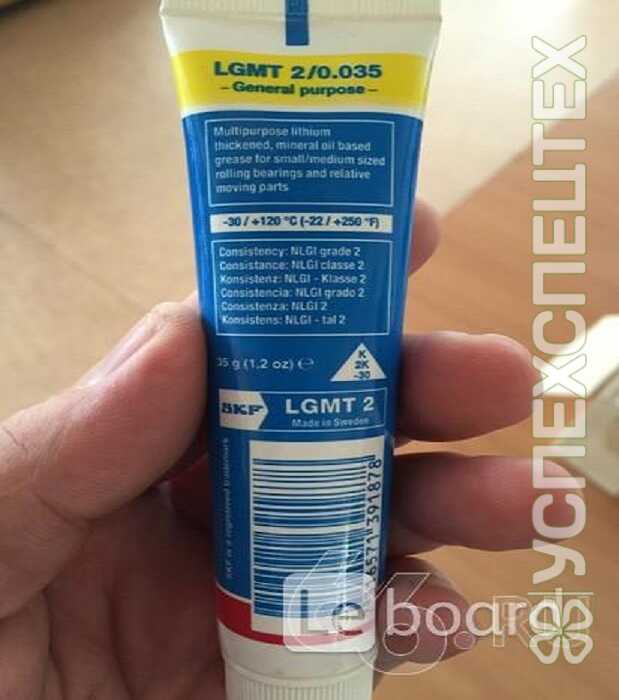 LGMT 2/0.035
- General purpose -
Multipurpose lithium
thickened, mineral oil based
grease for small/medium sized
rolling bearings and relative
moving parts
-30 / +120 °C (-22 / +250 °F)
Consistency: NLGI grade 2
Consistance: NLGI classe 2
Konsistenz: NLGI - Klasse 2
Consistencia: NLGI grado 2
Consistenza: NLGI 2
Konsistens: NLGI - tal 2
35 g (1.2 oz) ℮
K
2K
-30
SKF
LGMT 2
Made in Sweden
SKF is a registered trademark
6571 391878
board
УСПЕХСПЕЦТЕХ